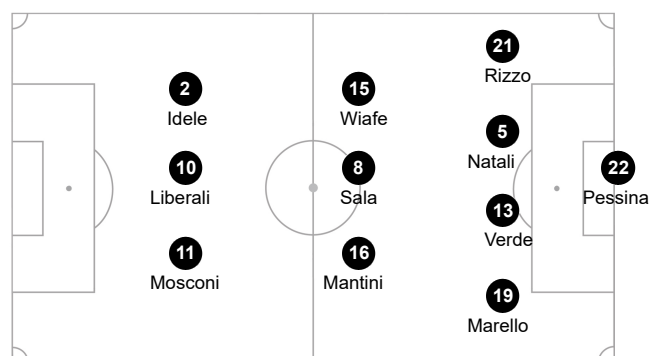 21
Rizzo
2
Idele
15
Wiafe
5
Natali
10
Liberali
8
Sala
22
Pessina
13
Verde
11
Mosconi
16
Mantini
19
Marello